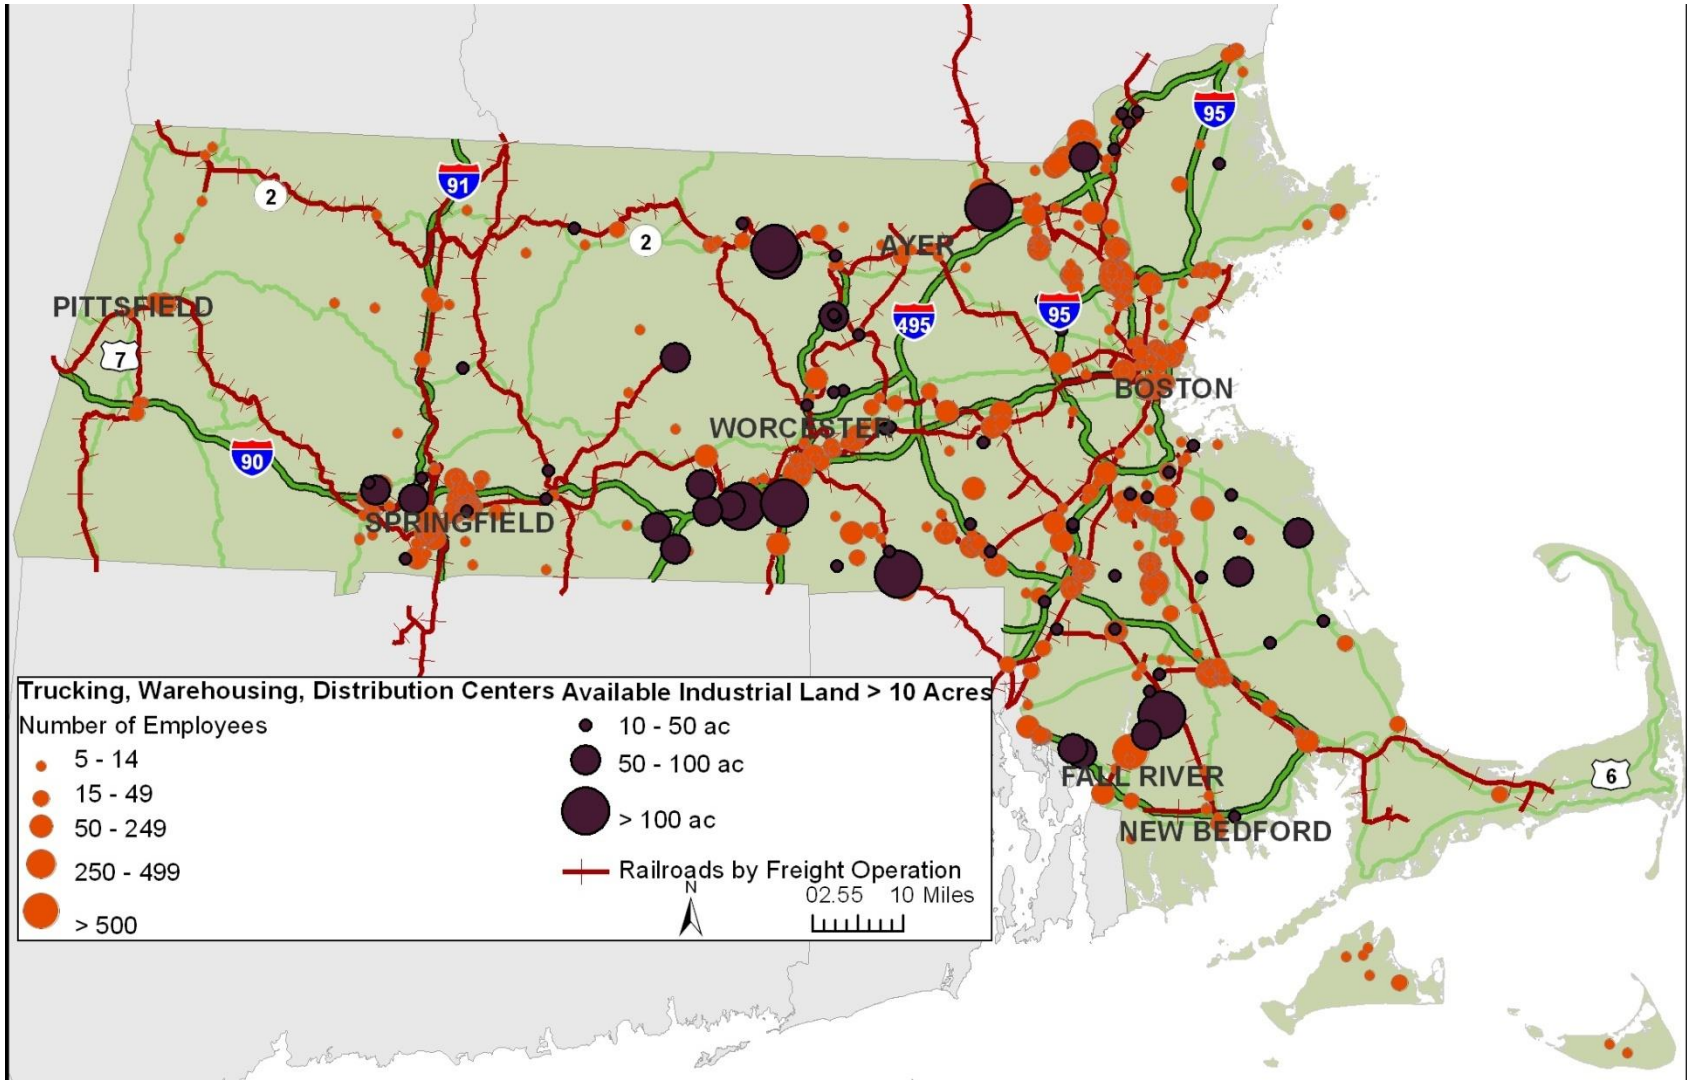 95
91
2
2
AYER
PITTSFIELD
95
495
7
BOSTON
WORCESTER
90
SPRINGFIELD
FALL RIVER
6
NEW BEDFORD
Trucking, Warehousing, Distribution Centers
Number of Employees
5 - 14
15 - 49
50 - 249
250 - 499
> 500
Available Industrial Land > 10 Acres
10 - 50 ac
50 - 100 ac
> 100 ac
Railroads by Freight Operation
N
02.55 10 Miles